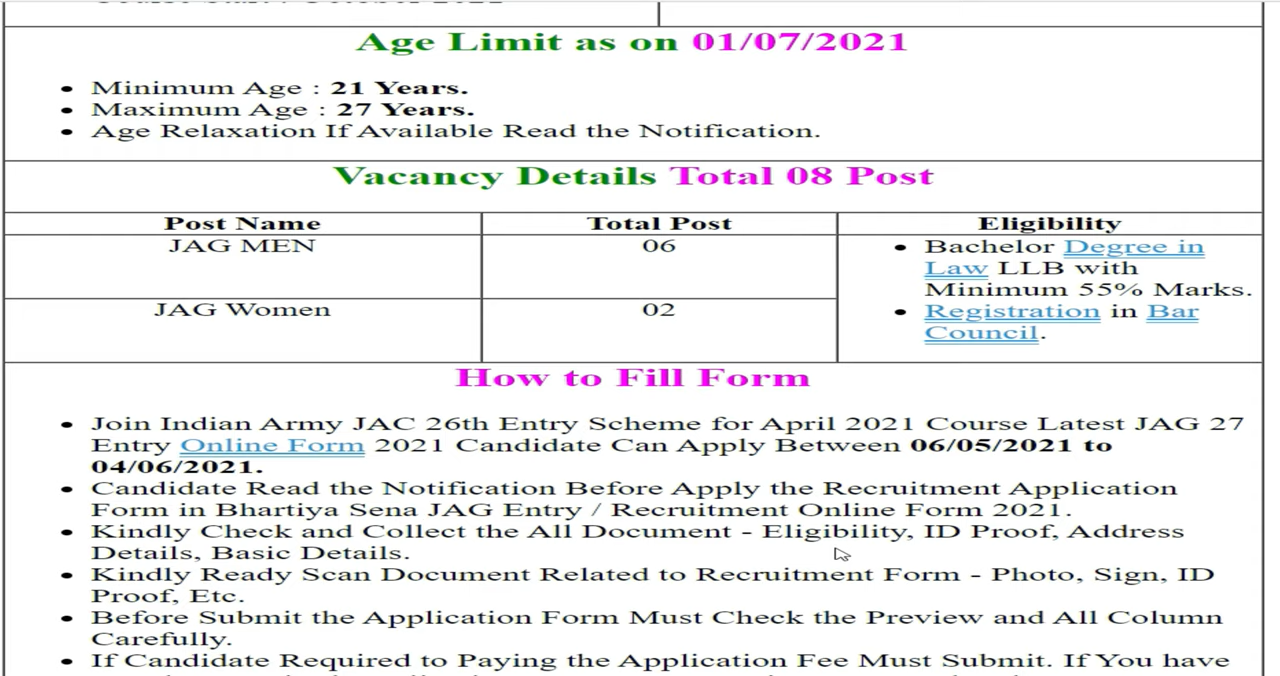 Age Limit as on 01/07/2021
Minimum Age : 21 Years.
Maximum Age : 27 Years.
Age Relaxation If Available Read the Notification.
Vacancy Details Total 08 Post
Post Name Total Post Eligibility
JAG MEN 06
Bachelor Degree in
Law LLB with
Minimum 55% Marks.
JAG Women 02
Registration in Bar
Council.
How to Fill Form
Join Indian Army JAC 26th Entry Scheme for April 2021 Course Latest JAG 27
Entry Online Form 2021 Candidate Can Apply Between 06/05/2021 to
04/06/2021.
Candidate Read the Notification Before Apply the Recruitment Application
Form in Bhartiya Sena JAG Entry / Recruitment Online Form 2021.
Kindly Check and Collect the All Document - Eligibility, ID Proof, Address
Details, Basic Details.
Kindly Ready Scan Document Related to Recruitment Form - Photo, Sign, ID
Proof, Etc.
Before Submit the Application Form Must Check the Preview and All Column
Carefully.
If Candidate Required to Paying the Application Fee Must Submit. If You have